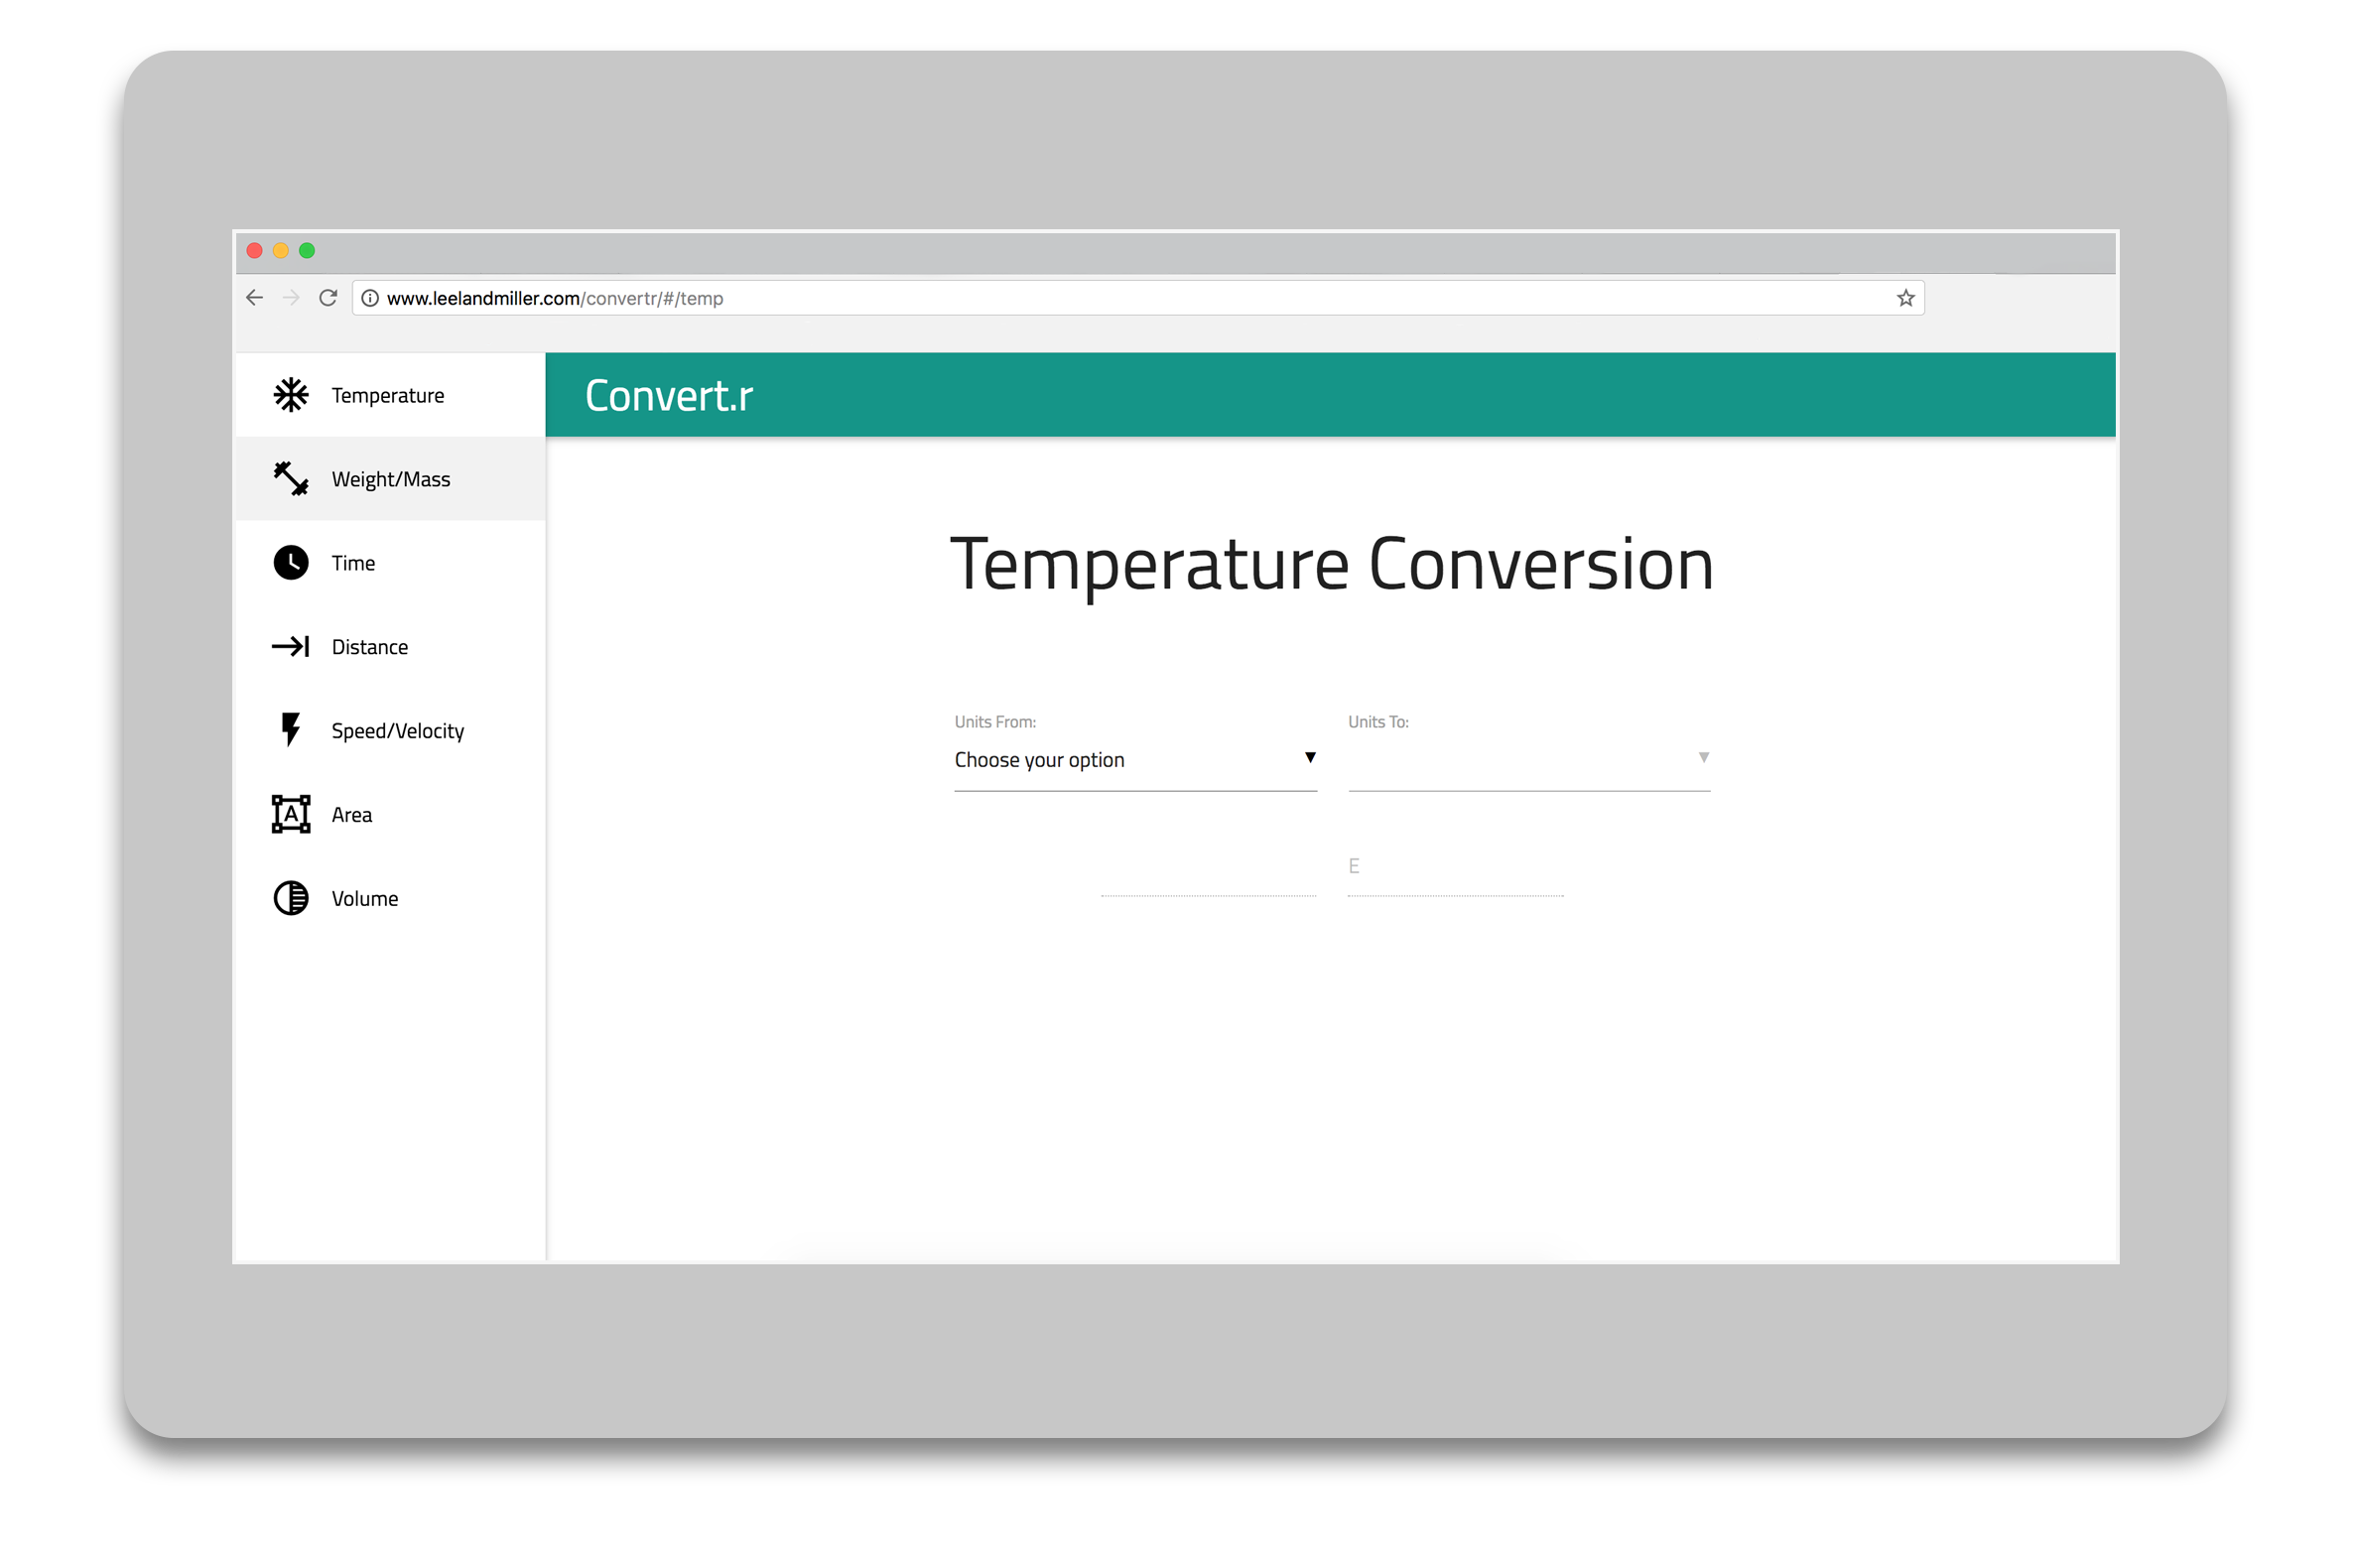 www.leelandmiller.com/convertr/#/temp
Temperature
Weight/Mass
Time
Distance
Speed/Velocity
A
Area
Volume
Convert.r
Temperature Conversion
Units From:
Units To:
Choose your option
E